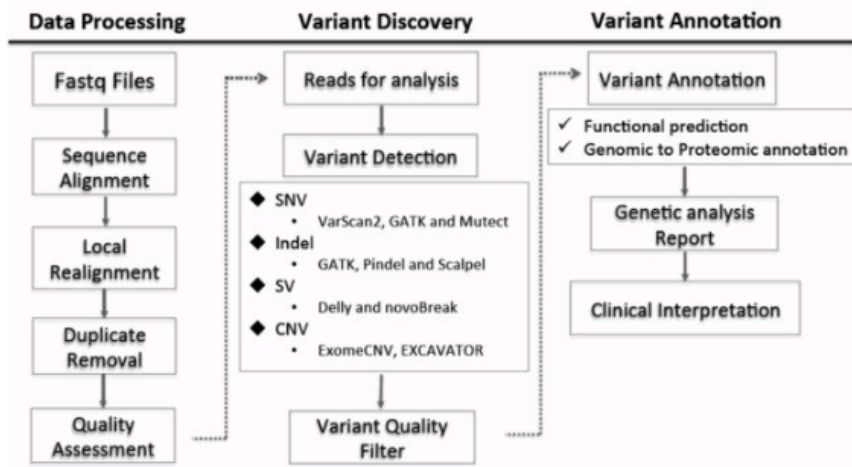 Data Processing
Fastq Files
Sequence
Alignment
Local
Realignment
Duplicate
Removal
Quality
Assessment
Variant Discovery
Reads for analysis
Variant Detection
◆ SNV
• VarScan2, GATK and Mutect
◆ Indel
• GATK, Pindel and Scalpel
◆ SV
• Delly and novoBreak
◆ CNV
• ExomeCNV, EXCAVATOR
Variant Quality
Filter
Variant Annotation
Variant Annotation
✓ Functional prediction
✓ Genomic to Proteomic annotation
Genetic analysis
Report
Clinical Interpretation